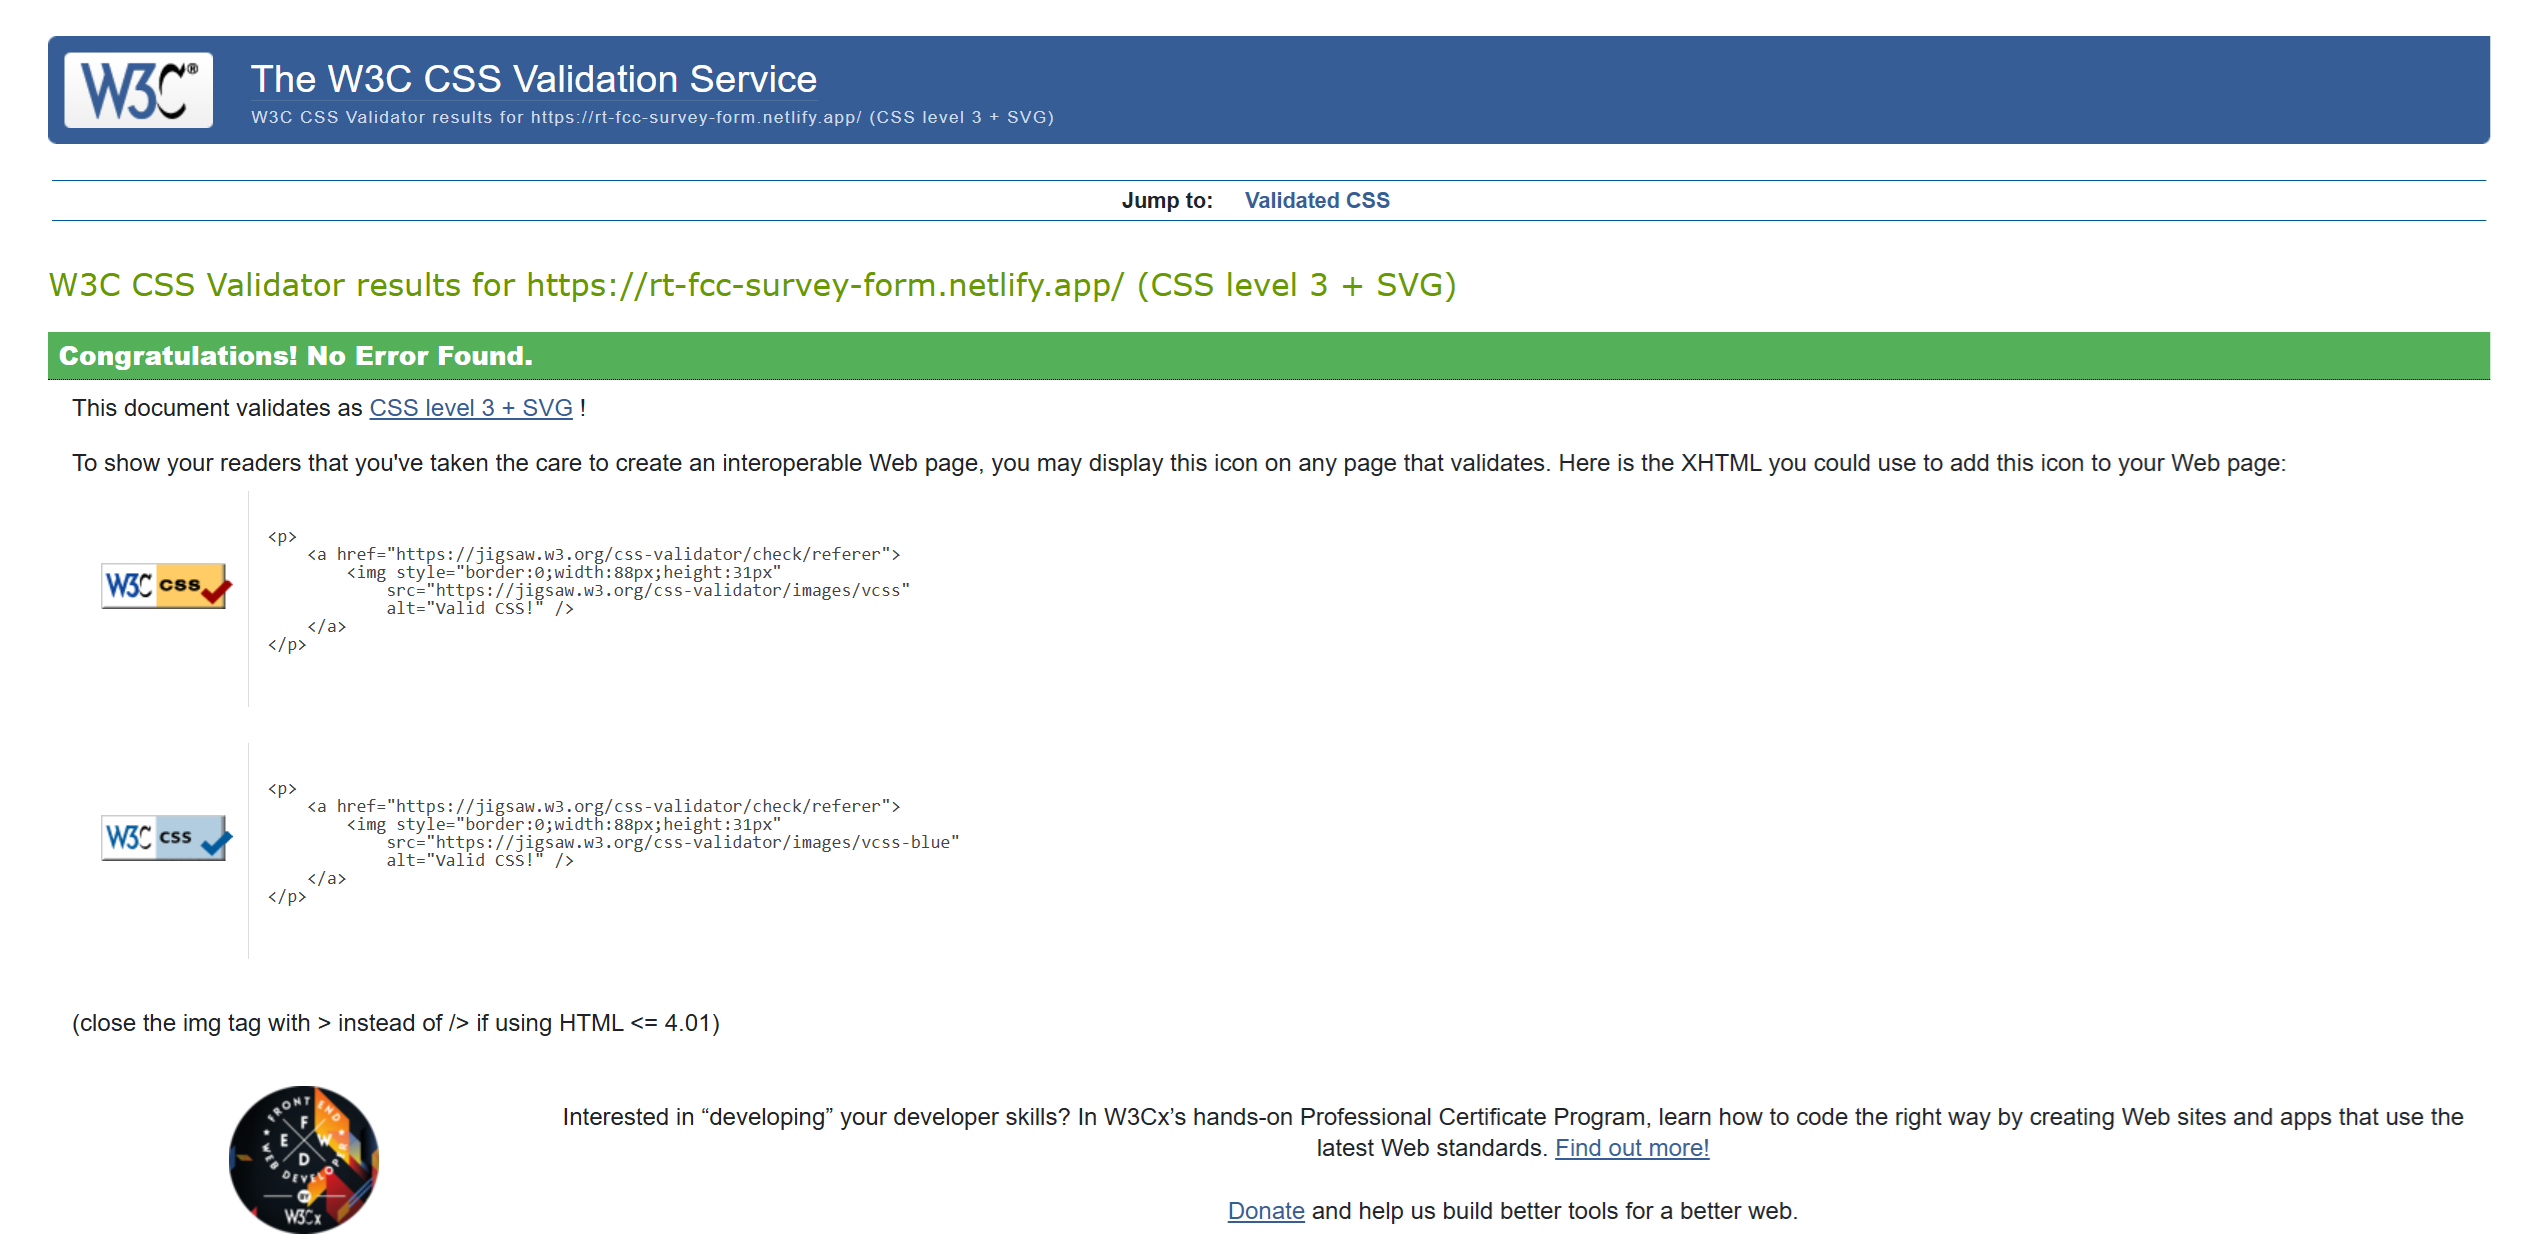 W3C®
The W3C CSS Validation Service
W3C CSS Validator results for https://rt-fcc-survey-form.netlify.app/ (CSS level 3 + SVG)
Jump to: Validated CSS
W3C CSS Validator results for https://rt-fcc-survey-form.netlify.app/ (CSS level 3 + SVG)
Congratulations! No Error Found.
This document validates as CSS level 3 + SVG !
To show your readers that you've taken the care to create an interoperable Web page, you may display this icon on any page that validates. Here is the XHTML you could use to add this icon to your Web page:
W3C css
<p>
    <a href="https://jigsaw.w3.org/css-validator/check/referer">
        <img style="border:0;width:88px;height:31px"
            src="https://jigsaw.w3.org/css-validator/images/vcss"
            alt="Valid CSS!" />
    </a>
</p>
W3C css
<p>
    <a href="https://jigsaw.w3.org/css-validator/check/referer">
        <img style="border:0;width:88px;height:31px"
            src="https://jigsaw.w3.org/css-validator/images/vcss-blue"
            alt="Valid CSS!" />
    </a>
</p>
(close the img tag with > instead of /> if using HTML <= 4.01)
FRONT END
WEB DEVELOPER
F E W D
BY
W3Cx
Interested in “developing” your developer skills? In W3Cx’s hands-on Professional Certificate Program, learn how to code the right way by creating Web sites and apps that use the
latest Web standards. Find out more!
Donate and help us build better tools for a better web.